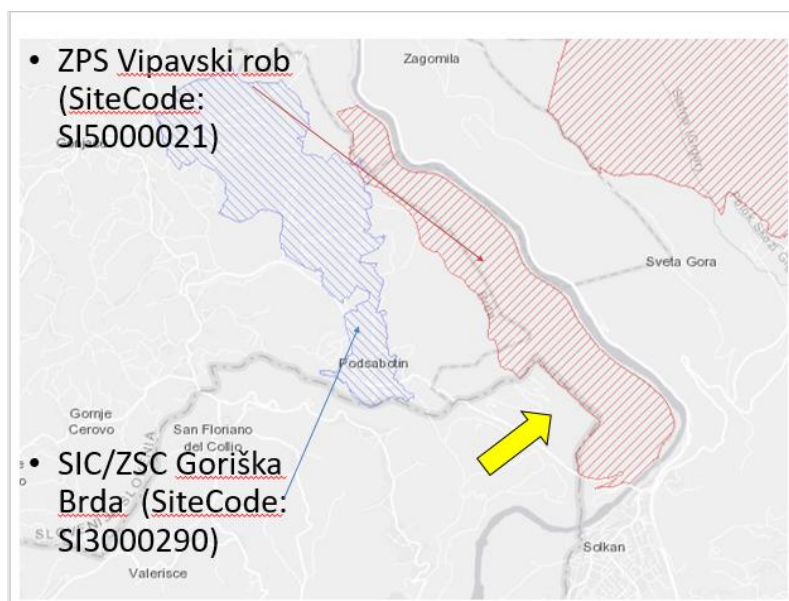 • ZPS Vipavski rob
(SiteCode:
SI5000021)
Zagomila
Sveta Gora
Podsabotin
Gornje
Cerovo
San Floriano
del Collio
• SIC/ZSC Goriška
Brda (SiteCode:
SI3000290)
Valerisce
Solkan